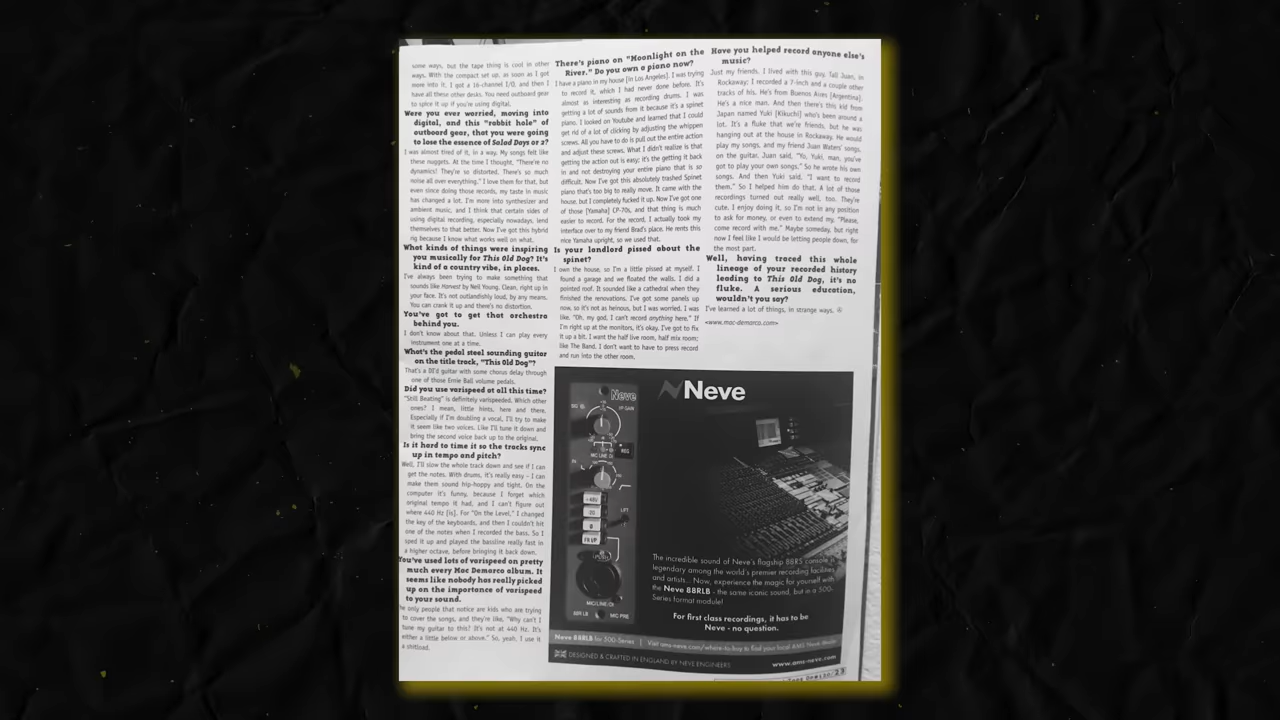 some ways, but the tape thing is cool in other
ways. With the compact set up, as soon as I got
more into it, I got a 16-channel I/O, and then I
have all these other desks. You need outboard gear
to spice it up if you're using digital.
Were you ever worried, moving into
digital, and this "rabbit hole" of
outboard gear, that you were going
to lose the essence of Salad Days or 2?
I was almost tired of it, in a way. My songs felt like
these nuggets. At the time I thought, "There're no
dynamics! They're so distorted. There's so much
noise all over everything." I love them for that, but
even since doing those records, my taste in music
has changed a lot. I'm more into synthesizer and
ambient music, and I think that certain sides of
using digital recording, especially nowadays, lend
themselves to that better. Now I've got this hybrid
rig because I know what works well on what.
What kinds of things were inspiring
you musically for This Old Dog? It's
kind of a country vibe, in places.
I've always been trying to make something that
sounds like Harvest by Neil Young. Clean, right up in
your face. It's not outlandishly loud, by any means.
You can crank it up and there's no distortion.
You've got to get that orchestra
behind you.
I don't know about that. Unless I can play every
instrument one at a time.
What's the pedal steel sounding guitar
on the title track, "This Old Dog"?
That's a DI'd guitar with some chorus delay through
one of those Ernie Ball volume pedals.
Did you use varispeed at all this time?
"Still Beating" is definitely varispeeded. Which other
ones? I mean, little hints, here and there.
Especially if I'm doubling a vocal, I'll try to make
it seem like two voices. Like I'll tune it down and
bring the second voice back up to the original.
Is it hard to time it so the tracks sync
up in tempo and pitch?
Well, I'll slow the whole track down and see if I can
get the notes. With drums, it's really easy – I can
make them sound hip-hoppy and tight. On the
computer it's funny, because I forget which
original tempo it had, and I can't figure out
where 440 Hz [is]. For "On the Level," I changed
the key of the keyboards, and then I couldn't hit
one of the notes when I recorded the bass. So I
sped it up and played the bassline really fast in
a higher octave, before bringing it back down.
You've used lots of varispeed on pretty
much every Mac Demarco album. It
seems like nobody has really picked
up on the importance of varispeed
to your sound.
he only people that notice are kids who are trying
to cover the songs, and they're like, "Why can't I
tune my guitar to this? It's not at 440 Hz. It's
either a little below or above." So, yeah. I use it
a shitload.
There's piano on "Moonlight on the
River." Do you own a piano now?
I have a piano in my house [in Los Angeles]. I was trying
to record it, which I had never done before. It's
almost as interesting as recording drums. I was
getting a lot of sounds from it because it's a spinet
piano. I looked on Youtube and learned that I could
get rid of a lot of clicking by adjusting the whippen
screws. All you have to do is pull out the entire action
and adjust these screws. What I didn't realize is that
getting the action out is easy; it's the getting it back
in and not destroying your entire piano that is so
difficult. Now I've got this absolutely trashed Spinet
piano that's too big to really move. It came with the
house, but I completely fucked it up. Now I've got one
of those [Yamaha] CP-70s, and that thing is much
easier to record. For the record, I actually took my
interface over to my friend Brad's place. He rents this
nice Yamaha upright, so we used that.
Is your landlord pissed about the
spinet?
I own the house, so I'm a little pissed at myself. I
found a garage and we floated the walls. I did a
pointed roof. It sounded like a cathedral when they
finished the renovations. I've got some panels up
now, so it's not as heinous, but I was worried. I was
like. "Oh, my god. I can't record anything here." If
I'm right up at the monitors, it's okay. I've got to fix
it up a bit. I want the half live room, half mix room;
like The Band. I don't want to have to press record
and run into the other room.
Have you helped record anyone else's
music?
Just my friends. I lived with this guy, Tall Juan, in
Rockaway; I recorded a 7-inch and a couple other
tracks of his. He's from Buenos Aires [Argentina].
He's a nice man. And then there's this kid from
Japan named Yuki [Kikuchi] who's been around a
lot. It's a fluke that we're friends, but he was
hanging out at the house in Rockaway. He would
play my songs, and my friend Juan Waters' songs,
on the guitar, Juan said, "Yo, Yuki, man, you've
got to play your own songs." So he wrote his own
songs. And then Yuki said, "I want to record
them." So I helped him do that. A lot of those
recordings turned out really well, too. They're
cute. I enjoy doing it, so I'm not in any position
to ask for money, or even to extend my, "Please,
come record with me." Maybe someday, but right
now I feel like I would be letting people down, for
the most part.
Well, having traced this whole
lineage of your recorded history
leading to This Old Dog, it's no
fluke. A serious education,
wouldn't you say?
I've learned a lot of things, in strange ways.
<www.mac-demarco.com>
Neve
Neve
I/P GAIN
REG
+48V
FN I/P
LFT
MIC/LINE/DI
88R LB MIC PRE
The incredible sound of Neve's flagship 88RS console is
legendary among the world's premier recording facilities
and artists... Now, experience the magic for yourself with
the Neve 88RLB - the same iconic sound, but in a 500-
Series format module!
For first class recordings, it has to be
Neve - no question.
Neve 88RLB for 500-Series | Visit ams-neve.com/where-to-buy to find your local AMS Neve dealer
DESIGNED & CRAFTED IN ENGLAND BY NEVE ENGINEERS
www.ams-neve.com